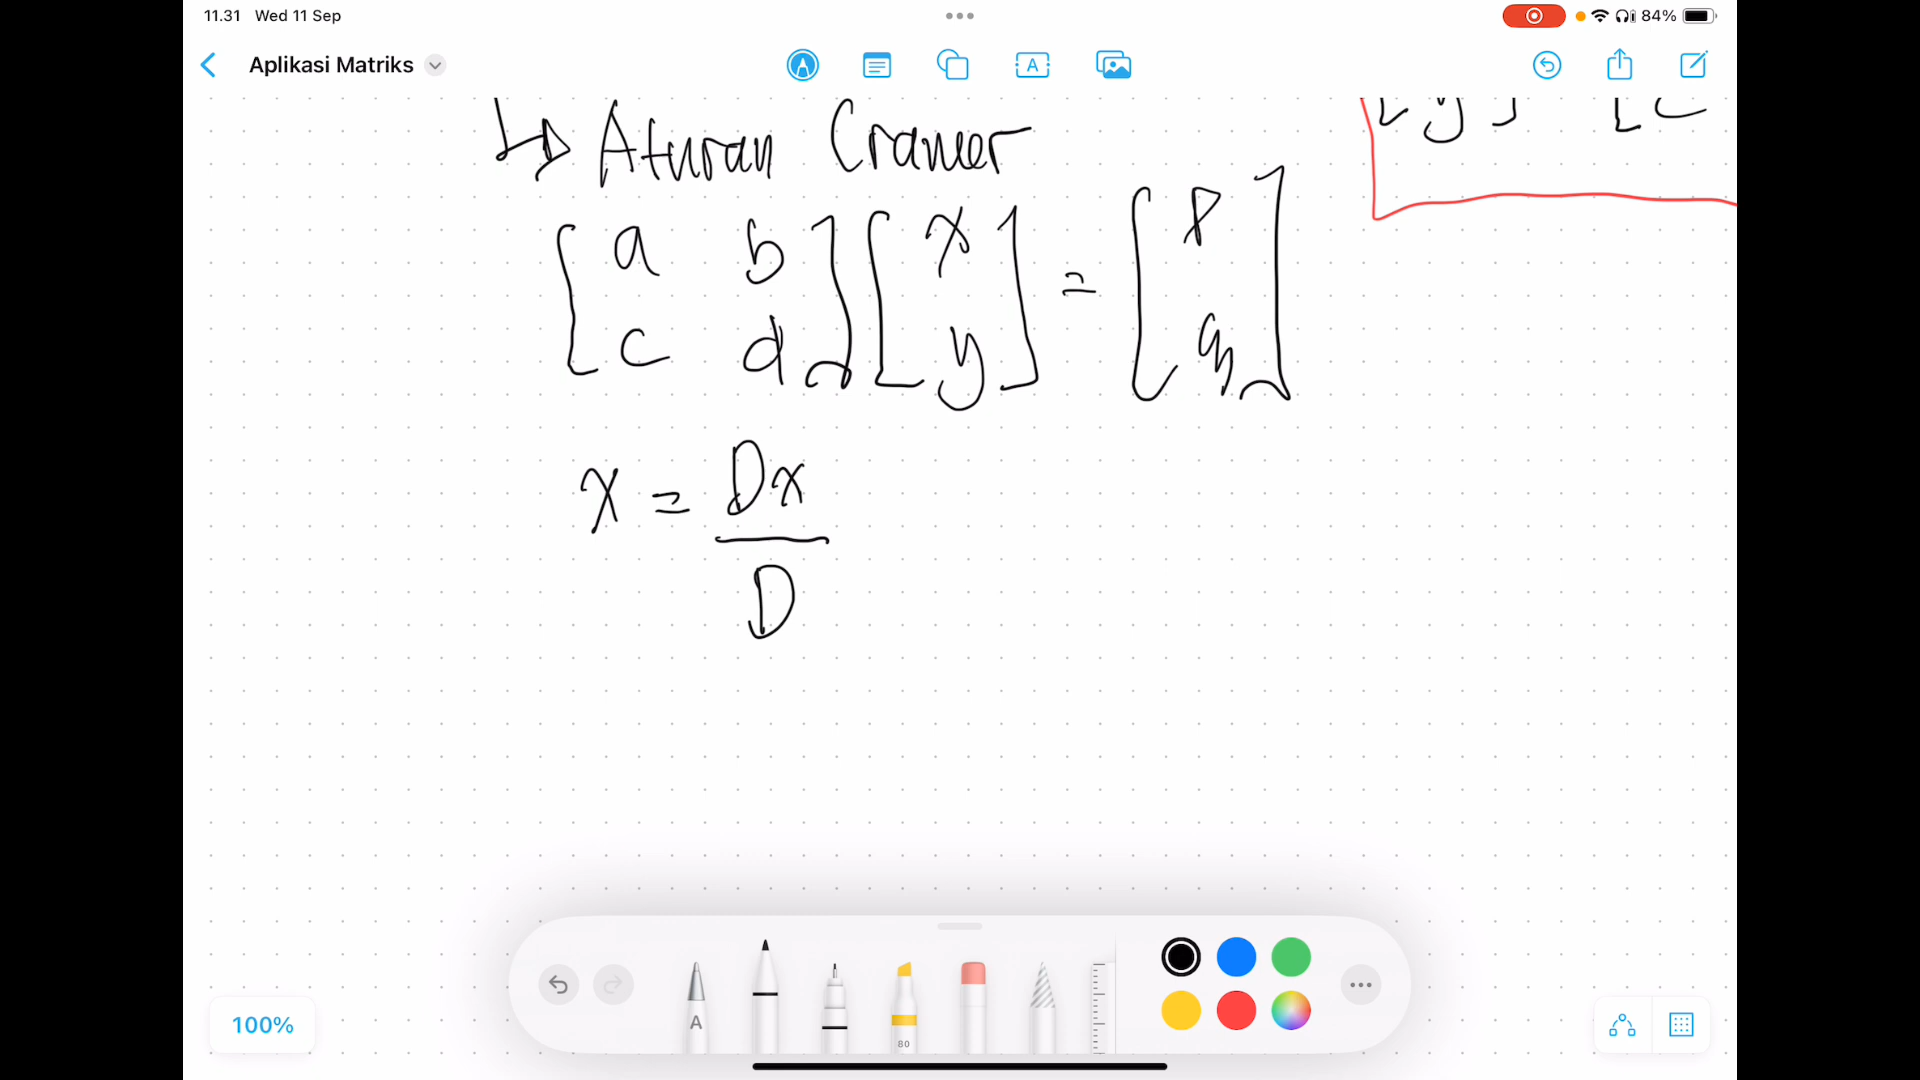 11.31 Wed 11 Sep
84%
Aplikasi Matriks
A
Aturan Cramer
[a b] [x] = [p]
[c d] [y] [q]
x = Dx
D
[y] [c
A
80
100%